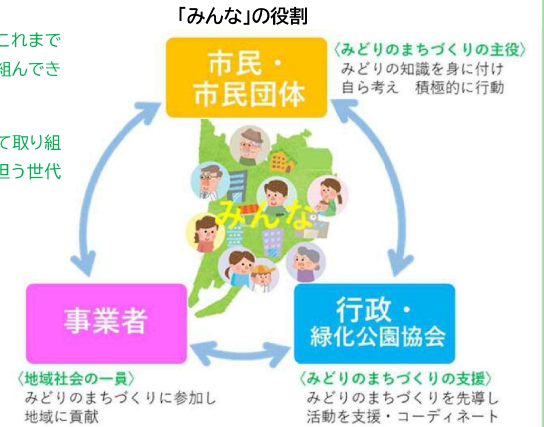 「みんな」の役割
これまで
組んでき
て取り組
担う世代
市民・
市民団体
〈みどりのまちづくりの主役〉
みどりの知識を身に付け
自ら考え 積極的に行動
みんな
事業者
〈地域社会の一員〉
みどりのまちづくりに参加し
地域に貢献
行政・
緑化公園協会
〈みどりのまちづくりの支援〉
みどりのまちづくりを先導し
活動を支援・コーディネート